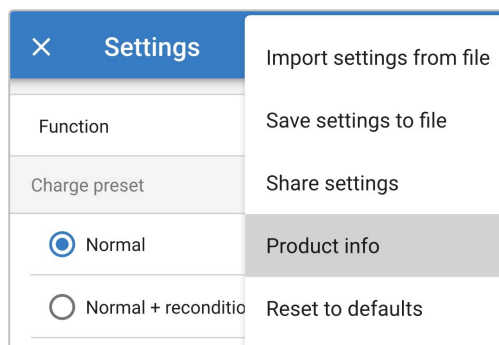 Settings
Function
Charge preset
Normal
Normal + reconditio
Import settings from file
Save settings to file
Share settings
Product info
Reset to defaults